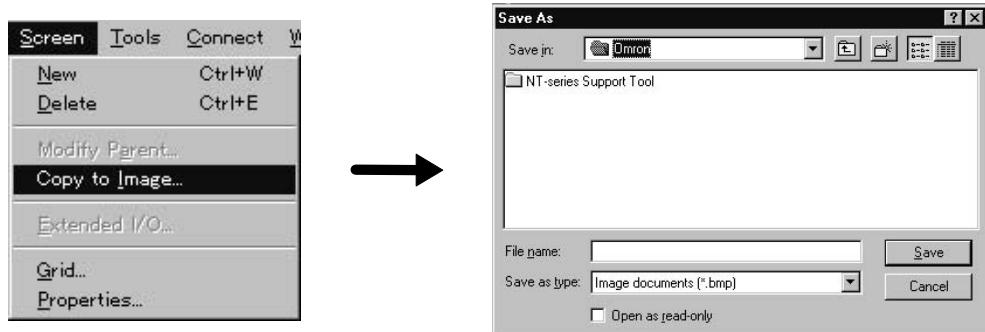 Screen Tools Connect
New Ctrl+W
Delete Ctrl+E
Modify Parent...
Copy to Image...
Extended I/O...
Grid...
Properties...
Save As
Save in: Omron
NT-series Support Tool
File name: Save
Save as type: Image documents (*.bmp) Cancel
Open as read-only